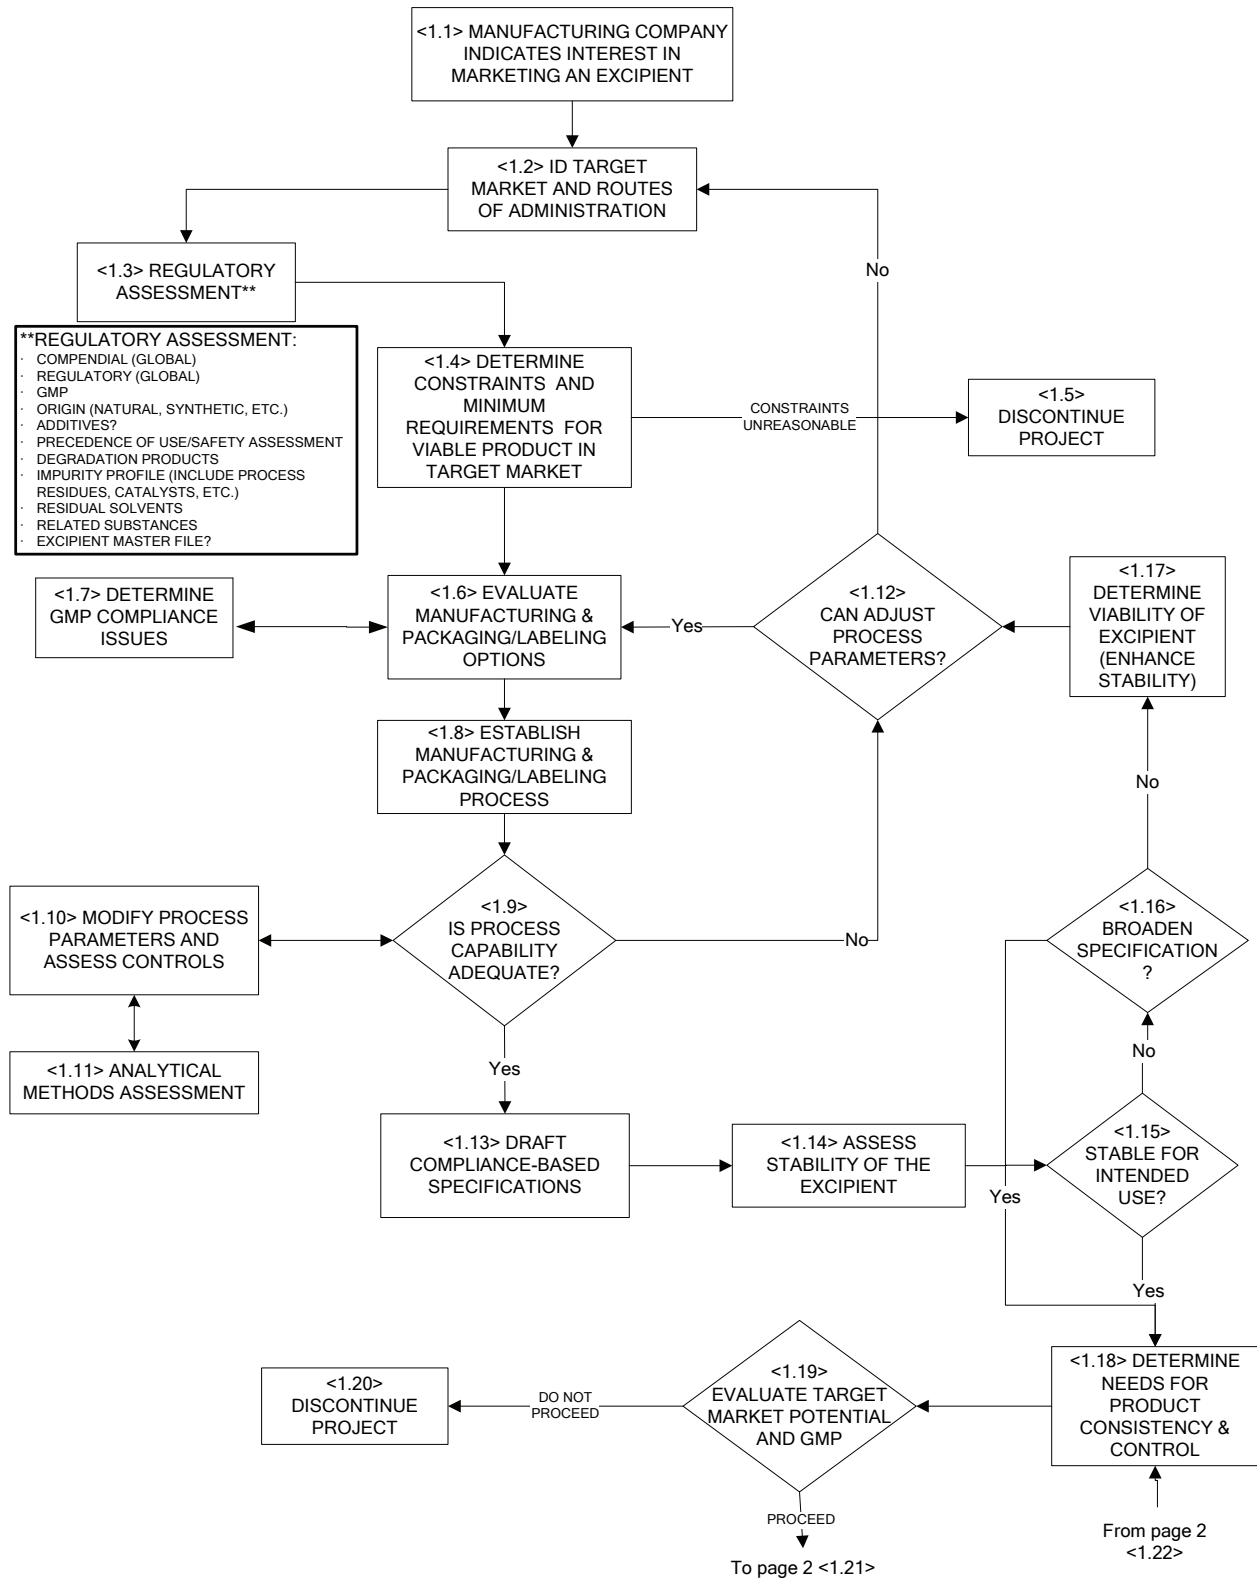 <1.1> MANUFACTURING COMPANY
INDICATES INTEREST IN
MARKETING AN EXCIPIENT
<1.2> ID TARGET
MARKET AND ROUTES
OF ADMINISTRATION
No
<1.3> REGULATORY
ASSESSMENT**
**REGULATORY ASSESSMENT:
· COMPENDIAL (GLOBAL)
· REGULATORY (GLOBAL)
· GMP
· ORIGIN (NATURAL, SYNTHETIC, ETC.)
· ADDITIVES?
· PRECEDENCE OF USE/SAFETY ASSESSMENT
· DEGRADATION PRODUCTS
· IMPURITY PROFILE (INCLUDE PROCESS
RESIDUES, CATALYSTS, ETC.)
· RESIDUAL SOLVENTS
· RELATED SUBSTANCES
· EXCIPIENT MASTER FILE?
<1.4> DETERMINE
CONSTRAINTS AND
MINIMUM
REQUIREMENTS FOR
VIABLE PRODUCT IN
TARGET MARKET
CONSTRAINTS
UNREASONABLE
<1.5>
DISCONTINUE
PROJECT
<1.7> DETERMINE
GMP COMPLIANCE
ISSUES
<1.6> EVALUATE
MANUFACTURING &
PACKAGING/LABELING
OPTIONS
Yes
<1.12>
CAN ADJUST
PROCESS
PARAMETERS?
<1.17>
DETERMINE
VIABILITY OF
EXCIPIENT
(ENHANCE
STABILITY)
<1.8> ESTABLISH
MANUFACTURING &
PACKAGING/LABELING
PROCESS
No
<1.10> MODIFY PROCESS
PARAMETERS AND
ASSESS CONTROLS
<1.9>
IS PROCESS
CAPABILITY
ADEQUATE?
No
<1.16>
BROADEN
SPECIFICATION
?
<1.11> ANALYTICAL
METHODS ASSESSMENT
Yes
No
<1.13> DRAFT
COMPLIANCE-BASED
SPECIFICATIONS
<1.14> ASSESS
STABILITY OF THE
EXCIPIENT
<1.15>
STABLE FOR
INTENDED
USE?
Yes
Yes
<1.20>
DISCONTINUE
PROJECT
DO NOT
PROCEED
<1.19>
EVALUATE TARGET
MARKET POTENTIAL
AND GMP
<1.18> DETERMINE
NEEDS FOR
PRODUCT
CONSISTENCY &
CONTROL
PROCEED
To page 2 <1.21>
From page 2
<1.22>